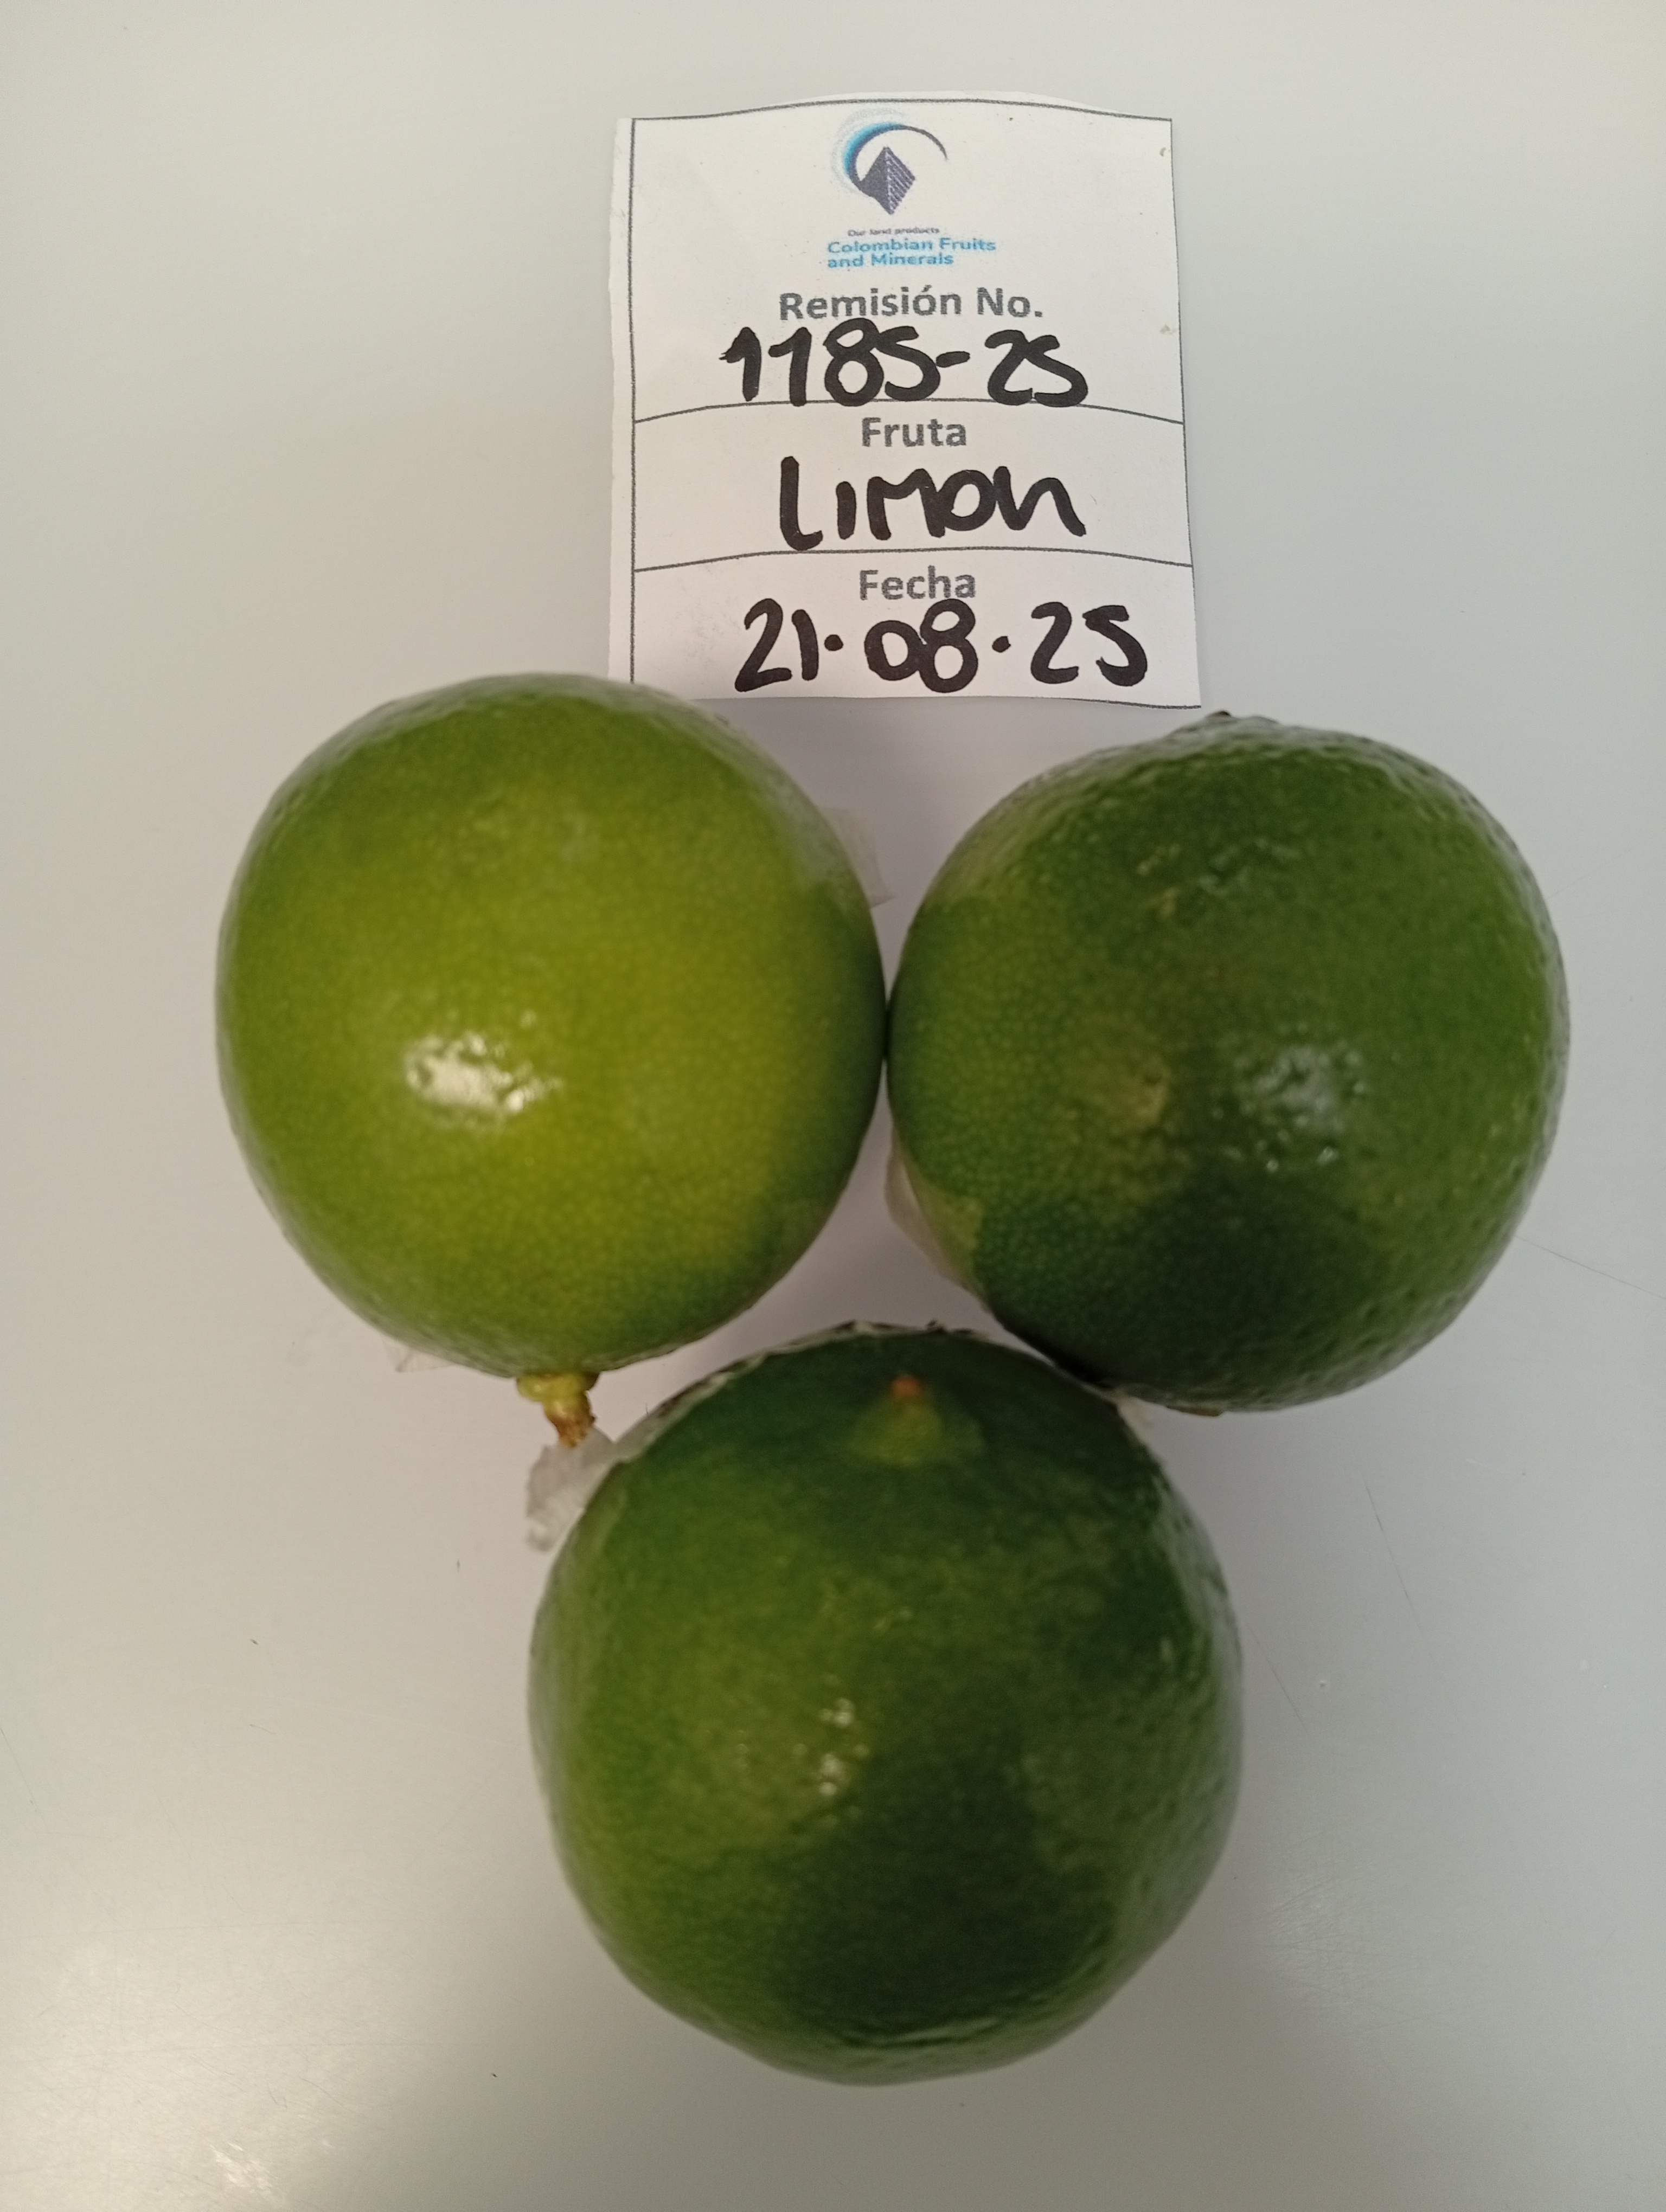 Our land products
Colombian Fruits
and Minerals
Remisión No.
1185-25
Fruta
Limon
Fecha
21·08·25